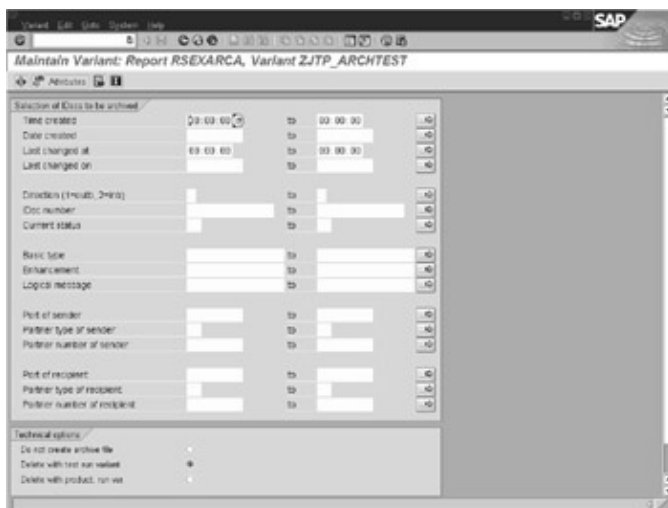 Variant Edit Goto System Help
SAP
Maintain Variant: Report RSEXARCA, Variant ZJTP_ARCHTEST
Attributes
Selection of IDocs to be archived
Time created 00:00:00 to 00:00:00
Date created to
Last changed at 00:00:00 to 00:00:00
Last changed on to
Direction (1=outb, 2=inb) to
IDoc number to
Current status to
Basic type to
Enhancement to
Logical message to
Port of sender to
Partner type of sender to
Partner number of sender to
Port of recipient to
Partner type of recipient to
Partner number of recipient to
Technical options
Do not create archive file
Delete with test run variant
Delete with product. run var